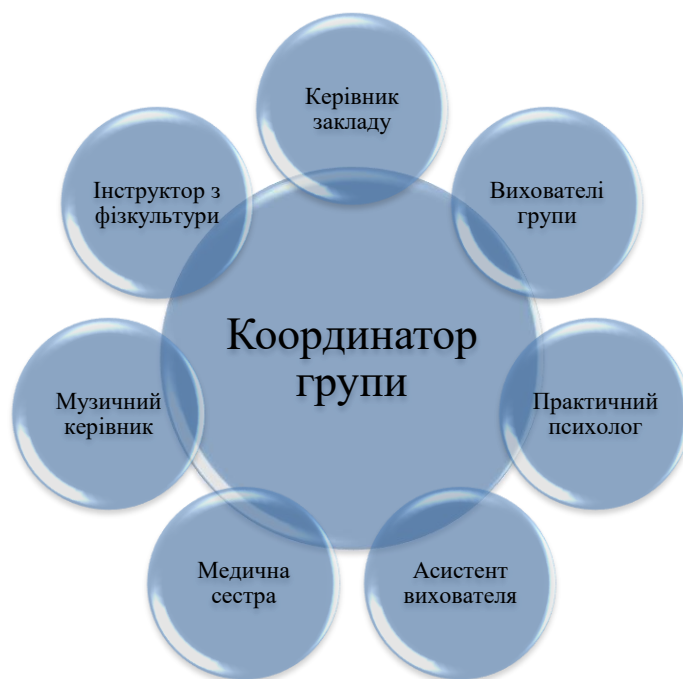 Керівник
закладу
Інструктор з
фізкультури
Вихователі
групи
Координатор
групи
Музичний
керівник
Практичний
психолог
Медична
сестра
Асистент
вихователя